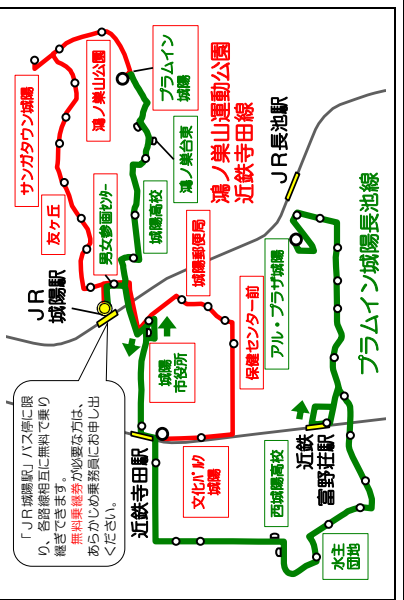 サンガタウン城陽
鴻ノ巣山公園
プラムイン
城陽
友ヶ丘
男女参画センター
城陽高校
鴻ノ巣台東
鴻ノ巣山運動公園
近鉄寺田線
JR長池駅
JR
城陽駅
城陽郵便局
保健センター前
アル・プラザ城陽
プラムイン城陽長池線
城陽
市役所
「JR城陽駅」バス停に限
り、各路線相互に無料で乗り
継ぎできます。
無料乗継券が必要な方は、
あらかじめ乗務員にお申し出
ください。
近鉄寺田駅
文化パルク
城陽
西城陽高校
近鉄
富野荘駅
水主
団地